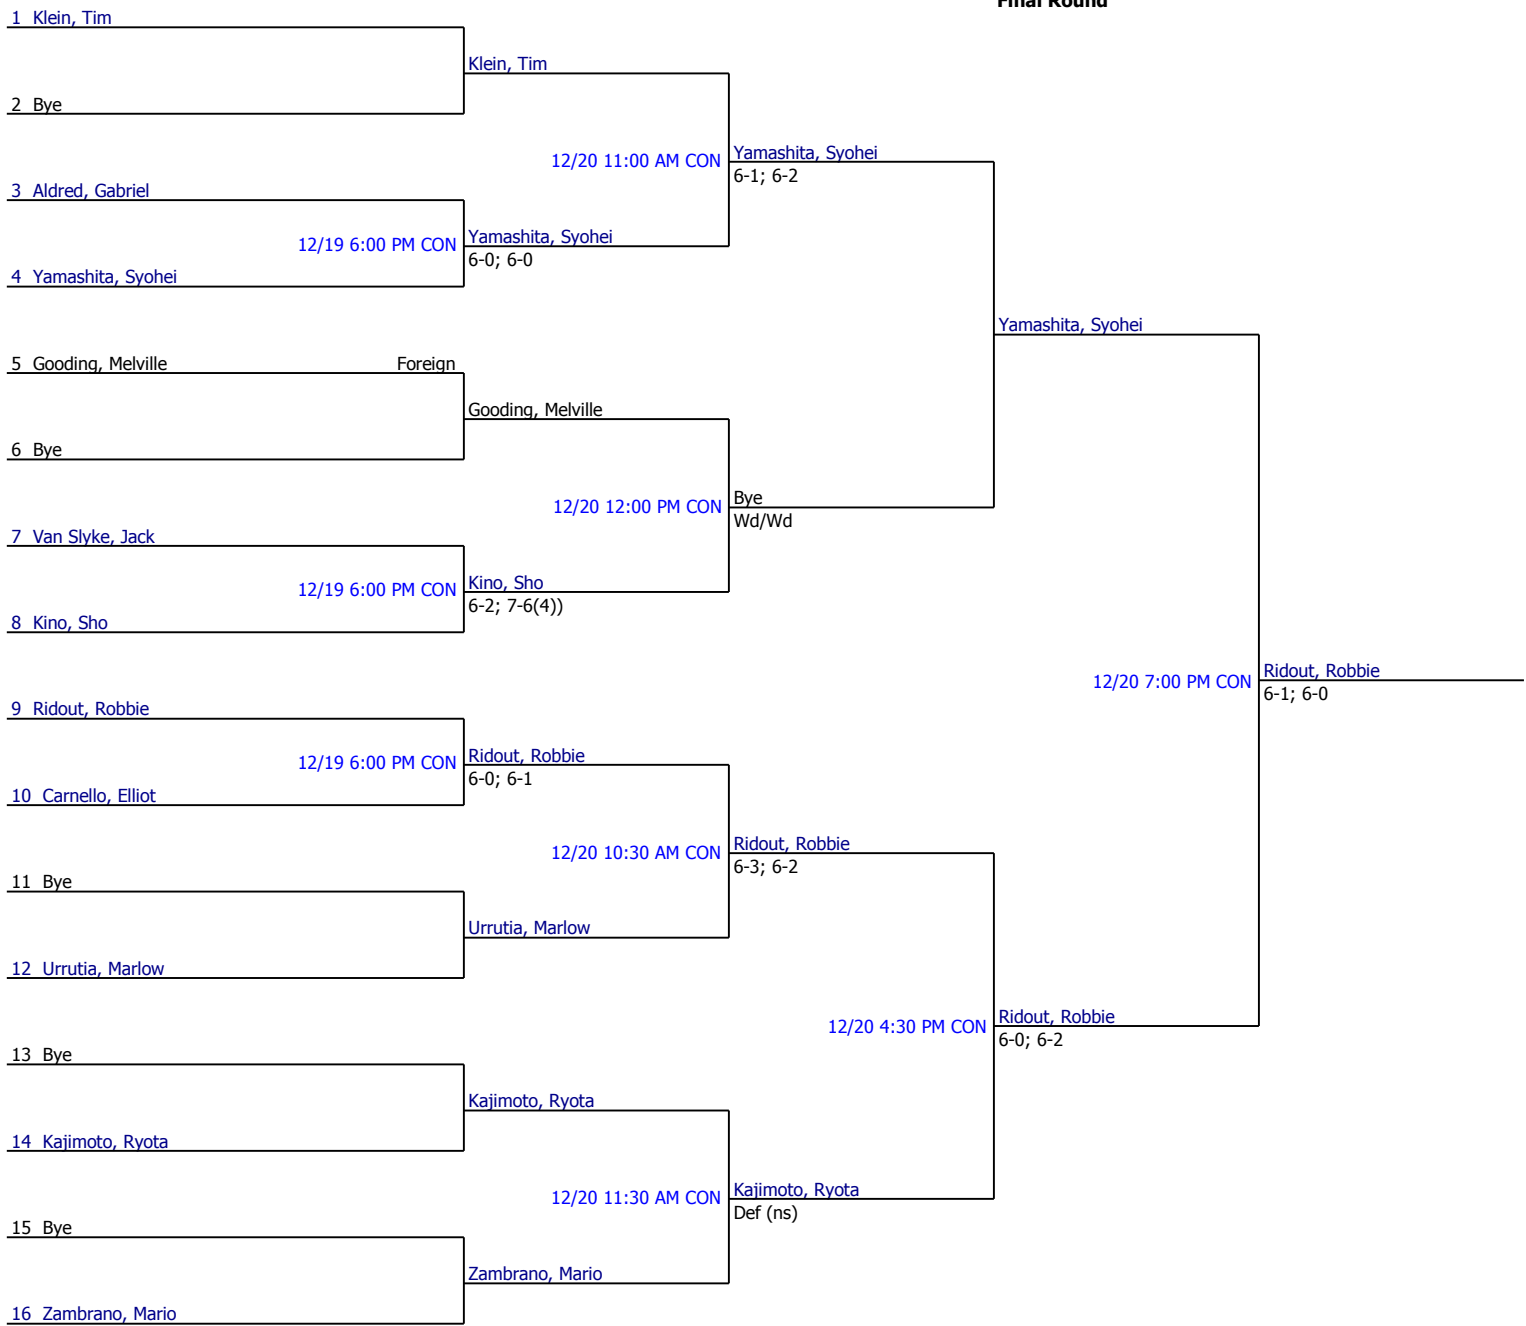 Final Round
1 Klein, Tim
Klein, Tim
2 Bye
12/20 11:00 AM CON
Yamashita, Syohei
6-1; 6-2
3 Aldred, Gabriel
12/19 6:00 PM CON
Yamashita, Syohei
6-0; 6-0
4 Yamashita, Syohei
Yamashita, Syohei
5 Gooding, Melville Foreign
Gooding, Melville
6 Bye
12/20 12:00 PM CON
Bye
Wd/Wd
7 Van Slyke, Jack
12/19 6:00 PM CON
Kino, Sho
6-2; 7-6(4))
8 Kino, Sho
12/20 7:00 PM CON
Ridout, Robbie
6-1; 6-0
9 Ridout, Robbie
12/19 6:00 PM CON
Ridout, Robbie
6-0; 6-1
10 Carnello, Elliot
12/20 10:30 AM CON
Ridout, Robbie
6-3; 6-2
11 Bye
Urrutia, Marlow
12 Urrutia, Marlow
12/20 4:30 PM CON
Ridout, Robbie
6-0; 6-2
13 Bye
Kajimoto, Ryota
14 Kajimoto, Ryota
12/20 11:30 AM CON
Kajimoto, Ryota
Def (ns)
15 Bye
Zambrano, Mario
16 Zambrano, Mario